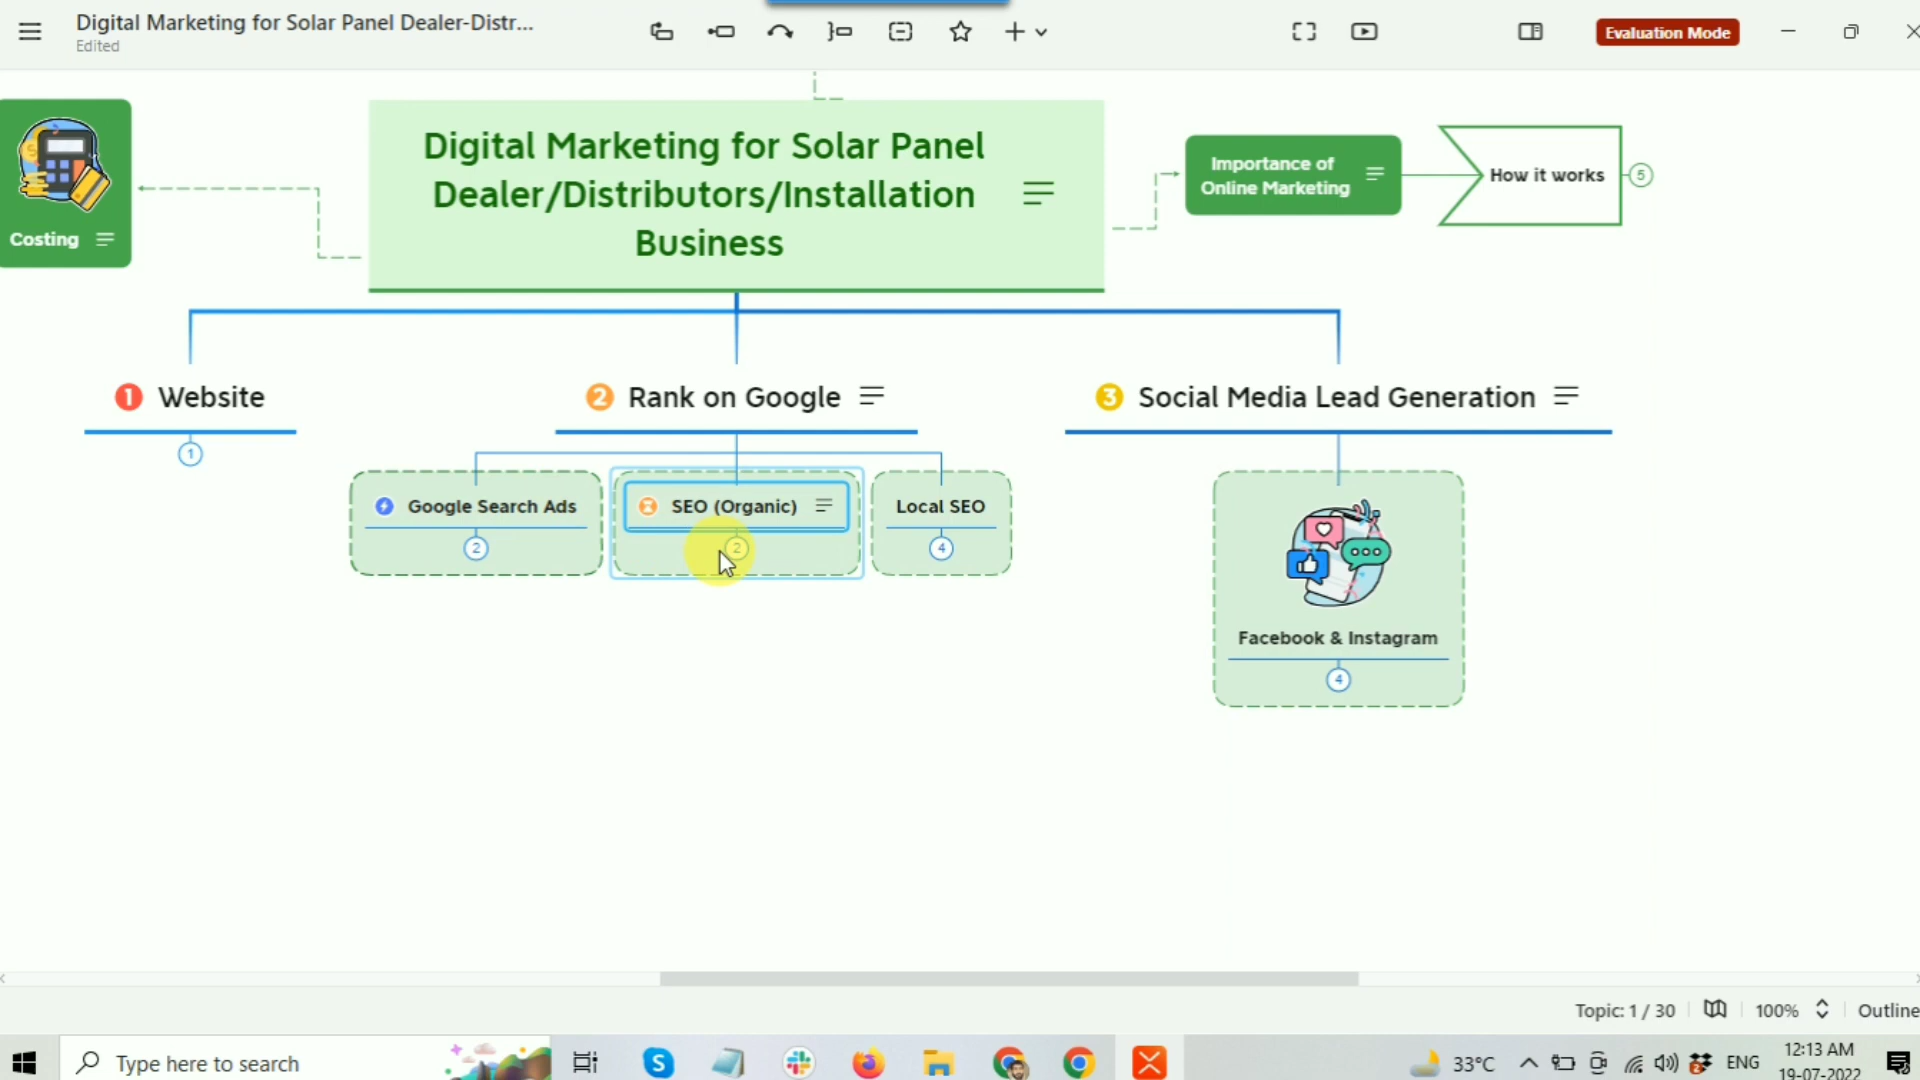 Digital Marketing for Solar Panel Dealer-Distr...
Edited
Evaluation Mode
Costing
Digital Marketing for Solar Panel
Dealer/Distributors/Installation
Business
Importance of
Online Marketing
How it works
5
1 Website
1
2 Rank on Google
3 Social Media Lead Generation
Google Search Ads
2
SEO (Organic)
2
Local SEO
4
Facebook & Instagram
4
Topic: 1 / 30
100%
Outline
Type here to search
33°C
ENG
12:13 AM
19-07-2022